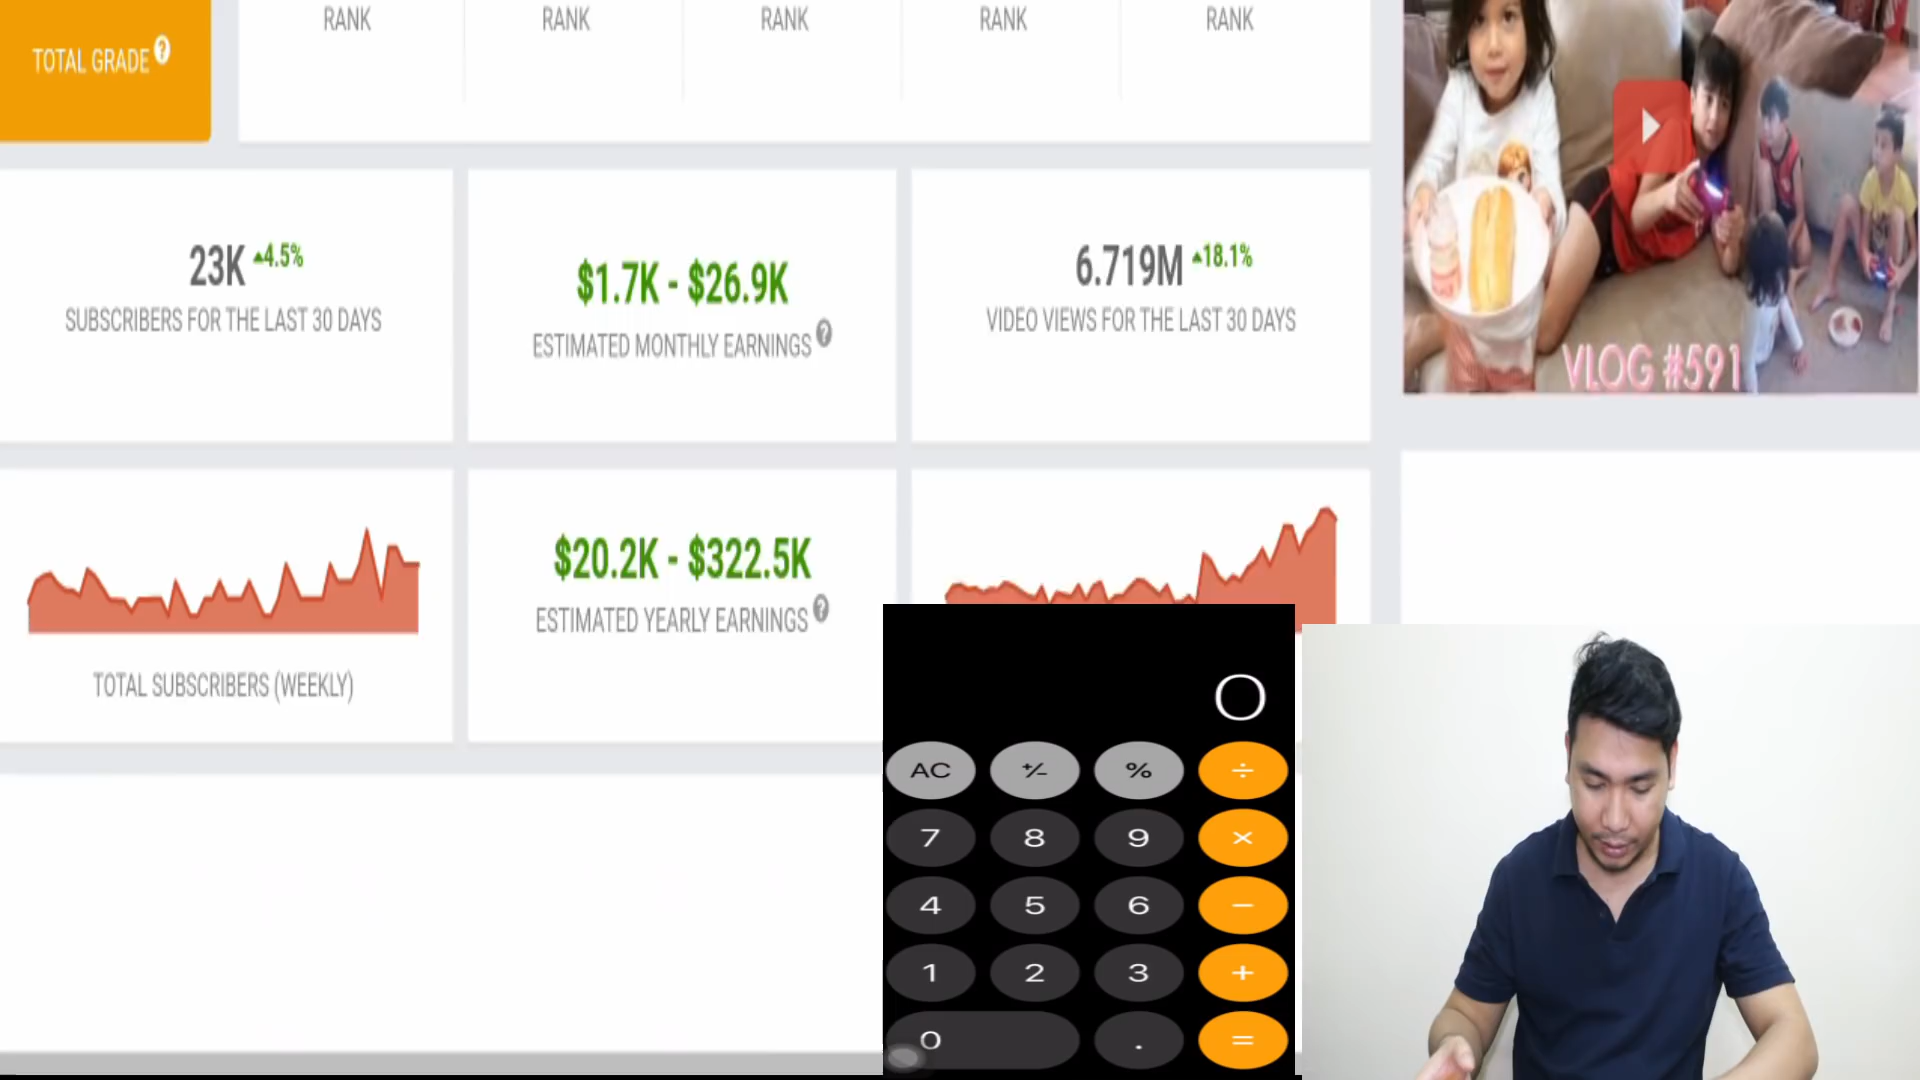 RANK RANK RANK RANK RANK
TOTAL GRADE ?
23K ▲4.5%
SUBSCRIBERS FOR THE LAST 30 DAYS
$1.7K - $26.9K
ESTIMATED MONTHLY EARNINGS ?
6.719M ▲18.1%
VIDEO VIEWS FOR THE LAST 30 DAYS
VLOG #591
TOTAL SUBSCRIBERS (WEEKLY)
$20.2K - $322.5K
ESTIMATED YEARLY EARNINGS ?
0
AC +/- % ÷
7 8 9 ×
4 5 6 −
1 2 3 +
0 . =